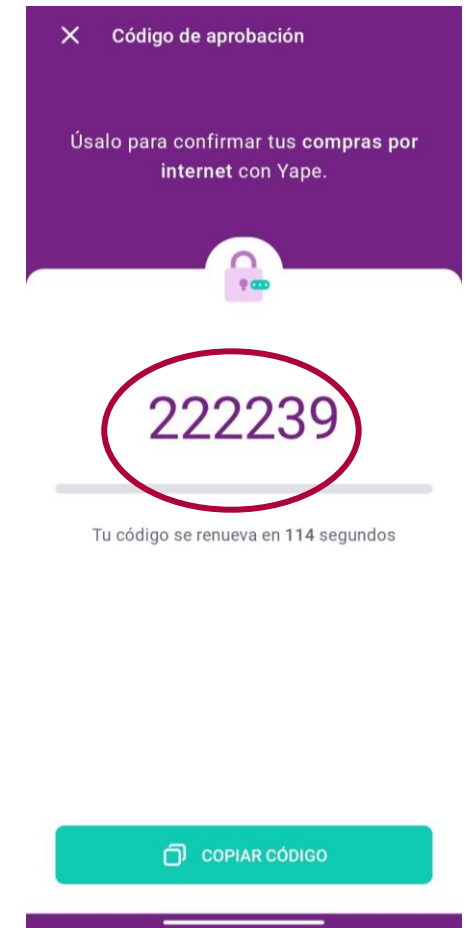 Código de aprobación
Úsalo para confirmar tus compras por
internet con Yape.
222239
Tu código se renueva en 114 segundos
COPIAR CÓDIGO